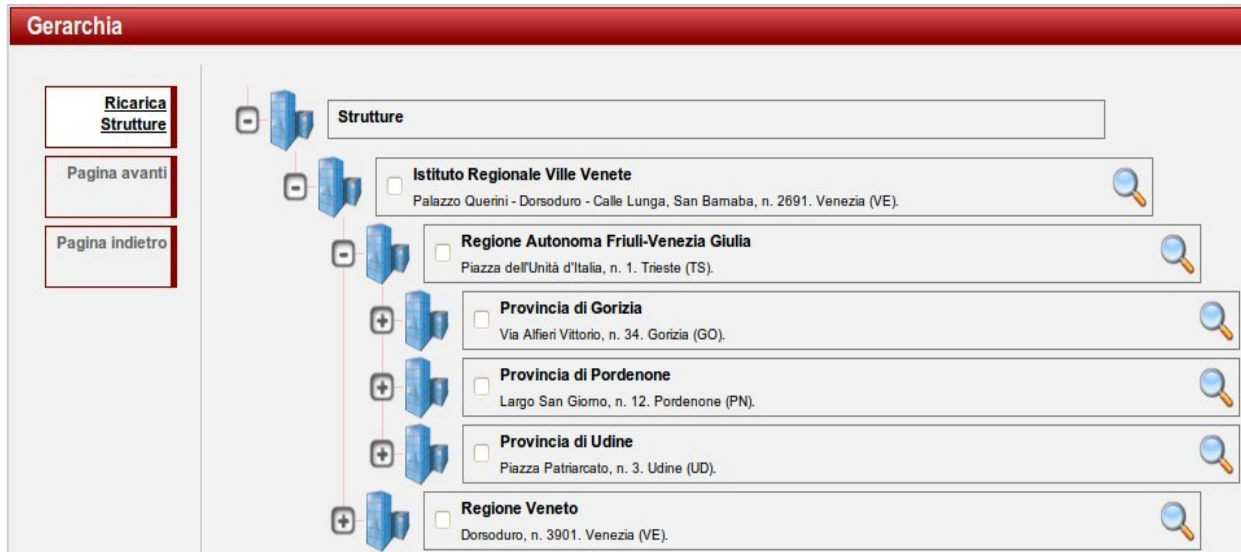 Gerarchia
Ricarica
Strutture
Pagina avanti
Pagina indietro
Strutture
Istituto Regionale Ville Venete
Palazzo Querini - Dorsoduro - Calle Lunga, San Barnaba, n. 2691. Venezia (VE).
Regione Autonoma Friuli-Venezia Giulia
Piazza dell'Unità d'Italia, n. 1. Trieste (TS).
Provincia di Gorizia
Via Alfieri Vittorio, n. 34. Gorizia (GO).
Provincia di Pordenone
Largo San Giorno, n. 12. Pordenone (PN).
Provincia di Udine
Piazza Patriarcato, n. 3. Udine (UD).
Regione Veneto
Dorsoduro, n. 3901. Venezia (VE).